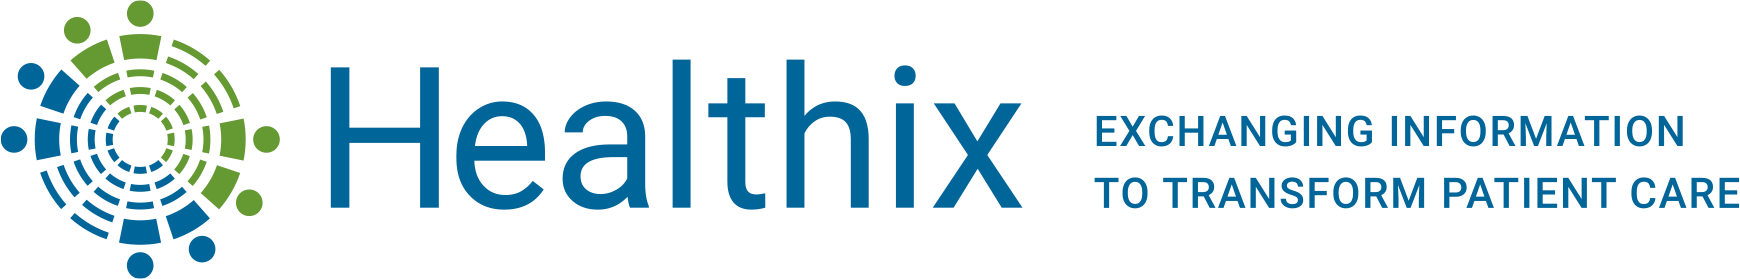 Healthix
EXCHANGING INFORMATION
TO TRANSFORM PATIENT CARE